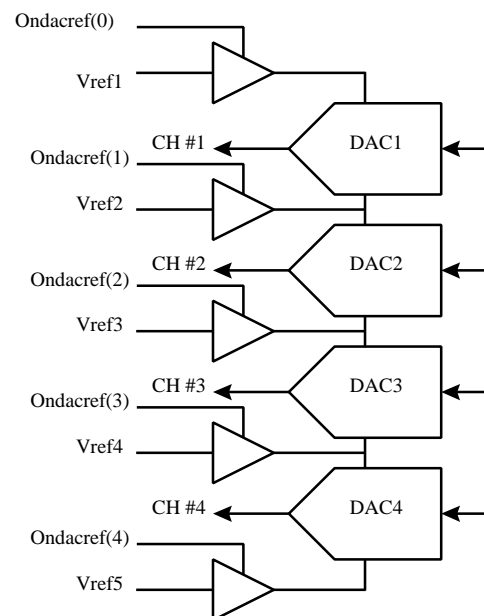 Ondacref(0)
Vref1
CH #1
DAC1
Ondacref(1)
Vref2
CH #2
DAC2
Ondacref(2)
Vref3
CH #3
DAC3
Ondacref(3)
Vref4
CH #4
DAC4
Ondacref(4)
Vref5